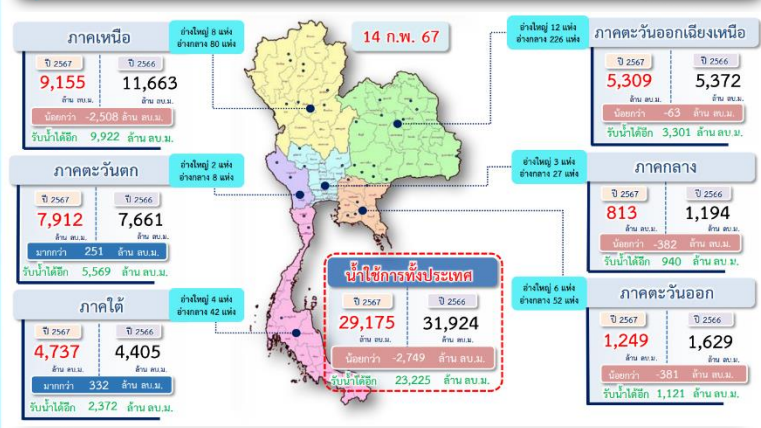 14 ก.พ. 67
ภาคเหนือ
อ่างใหญ่ 8 แห่ง
อ่างกลาง 80 แห่ง
ปี 2567
ปี 2566
9,155
11,663
ล้าน ลบ.ม.
ล้าน ลบ.ม.
น้อยกว่า -2,508 ล้าน ลบ.ม.
รับน้ำได้อีก 9,922 ล้าน ลบ.ม.
ภาคตะวันตก
อ่างใหญ่ 2 แห่ง
อ่างกลาง 8 แห่ง
ปี 2567
ปี 2566
7,912
7,661
ล้าน ลบ.ม.
ล้าน ลบ.ม.
มากกว่า 251 ล้าน ลบ.ม.
รับน้ำได้อีก 5,569 ล้าน ลบ.ม.
ภาคใต้
อ่างใหญ่ 4 แห่ง
อ่างกลาง 42 แห่ง
ปี 2567
ปี 2566
4,737
4,405
ล้าน ลบ.ม.
ล้าน ลบ.ม.
มากกว่า 332 ล้าน ลบ.ม.
รับน้ำได้อีก 2,372 ล้าน ลบ.ม.
น้ำใช้การทั้งประเทศ
ปี 2567
ปี 2566
29,175
31,924
ล้าน ลบ.ม.
ล้าน ลบ.ม.
น้อยกว่า -2,749 ล้าน ลบ.ม.
รับน้ำได้อีก 23,225 ล้าน ลบ.ม.
อ่างใหญ่ 12 แห่ง
อ่างกลาง 226 แห่ง
ภาคตะวันออกเฉียงเหนือ
ปี 2567
ปี 2566
5,309
5,372
ล้าน ลบ.ม.
ล้าน ลบ.ม.
น้อยกว่า -63 ล้าน ลบ.ม.
รับน้ำได้อีก 3,301 ล้าน ลบ.ม.
อ่างใหญ่ 3 แห่ง
อ่างกลาง 27 แห่ง
ภาคกลาง
ปี 2567
ปี 2566
813
1,194
ล้าน ลบ.ม.
ล้าน ลบ.ม.
น้อยกว่า -382 ล้าน ลบ.ม.
รับน้ำได้อีก 940 ล้าน ลบ.ม.
อ่างใหญ่ 6 แห่ง
อ่างกลาง 52 แห่ง
ภาคตะวันออก
ปี 2567
ปี 2566
1,249
1,629
ล้าน ลบ.ม.
ล้าน ลบ.ม.
น้อยกว่า -381 ล้าน ลบ.ม.
รับน้ำได้อีก 1,121 ล้าน ลบ.ม.